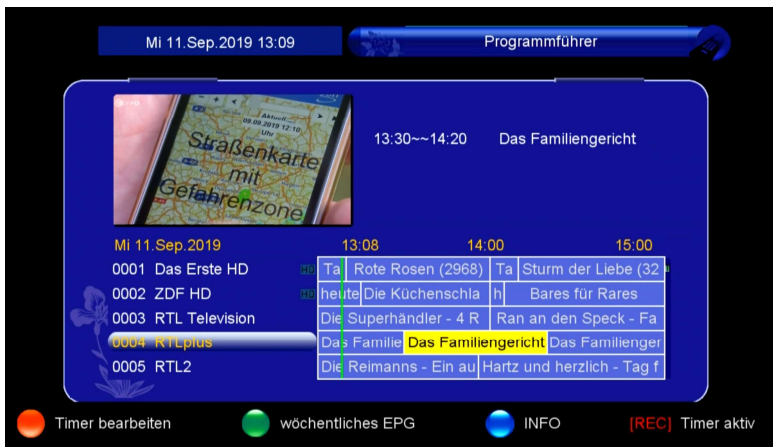 Mi 11.Sep.2019 13:09
Programmführer
Aktuell:
09.09.2019 12:10
Uhr
Straßenkarte
mit
Gefahrenzone
13:30~~14:20 Das Familiengericht
Mi 11.Sep.2019 13:08 14:00 15:00
0001 Das Erste HD HD Ta Rote Rosen (2968) Ta Sturm der Liebe (32
0002 ZDF HD HD heute Die Küchenschla h Bares für Rares
0003 RTL Television Die Superhändler - 4 R Ran an den Speck - Fa
0004 RTLplus Das Familie Das Familiengericht Das Familienger
0005 RTL2 Die Reimanns - Ein au Hartz und herzlich - Tag f
Timer bearbeiten wöchentliches EPG INFO [REC] Timer aktiv